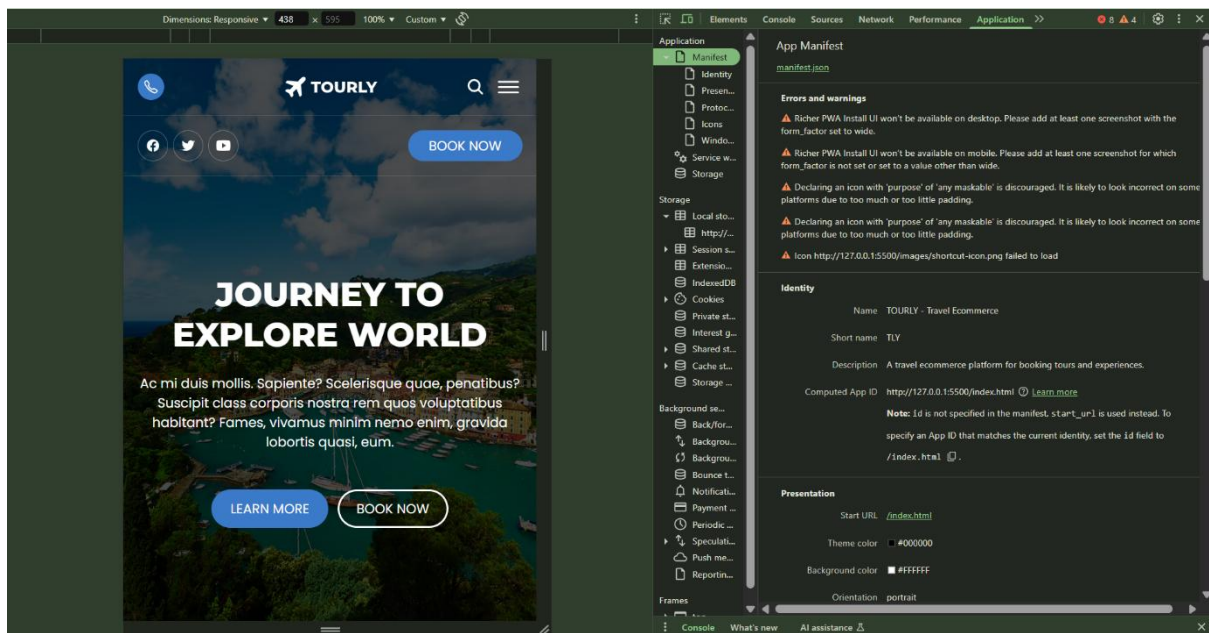 Dimensions: Responsive ▼ 438 x 595 100% ▼ Custom ▼
Elements Console Sources Network Performance Application 8 4
TOURLY
BOOK NOW
JOURNEY TO
EXPLORE WORLD
Ac mi duis mollis. Sapiente? Scelerisque quae, penatibus?
Suscipit class corporis nostra rem quos voluptatibus
habitant? Fames, vivamus minim nemo enim, gravida
lobortis quasi, eum.
LEARN MORE
BOOK NOW
Application
Manifest
Identity
Presen...
Protoc...
Icons
Windo...
Service w...
Storage
Storage
Local sto...
http://...
Session s...
Extensio...
IndexedDB
Cookies
Private st...
Interest g...
Shared st...
Cache st...
Storage ...
Background se...
Back/for...
Backgrou...
Backgrou...
Bounce t...
Notificati...
Payment ...
Periodic ...
Speculati...
Push me...
Reportin...
Frames
App Manifest
manifest.json
Errors and warnings
Richer PWA Install UI won't be available on desktop. Please add at least one screenshot with the
form_factor set to wide.
Richer PWA Install UI won't be available on mobile. Please add at least one screenshot for which
form_factor is not set or set to a value other than wide.
Declaring an icon with 'purpose' of 'any maskable' is discouraged. It is likely to look incorrect on some
platforms due to too much or too little padding.
Declaring an icon with 'purpose' of 'any maskable' is discouraged. It is likely to look incorrect on some
platforms due to too much or too little padding.
Icon http://127.0.0.1:5500/images/shortcut-icon.png failed to load
Identity
Name TOURLY - Travel Ecommerce
Short name TLY
Description A travel ecommerce platform for booking tours and experiences.
Computed App ID http://127.0.0.1:5500/index.html Learn more
Note: id is not specified in the manifest, start_url is used instead. To
specify an App ID that matches the current identity, set the id field to
/index.html .
Presentation
Start URL /index.html
Theme color #000000
Background color #FFFFFF
Orientation portrait
Console What's new AI assistance